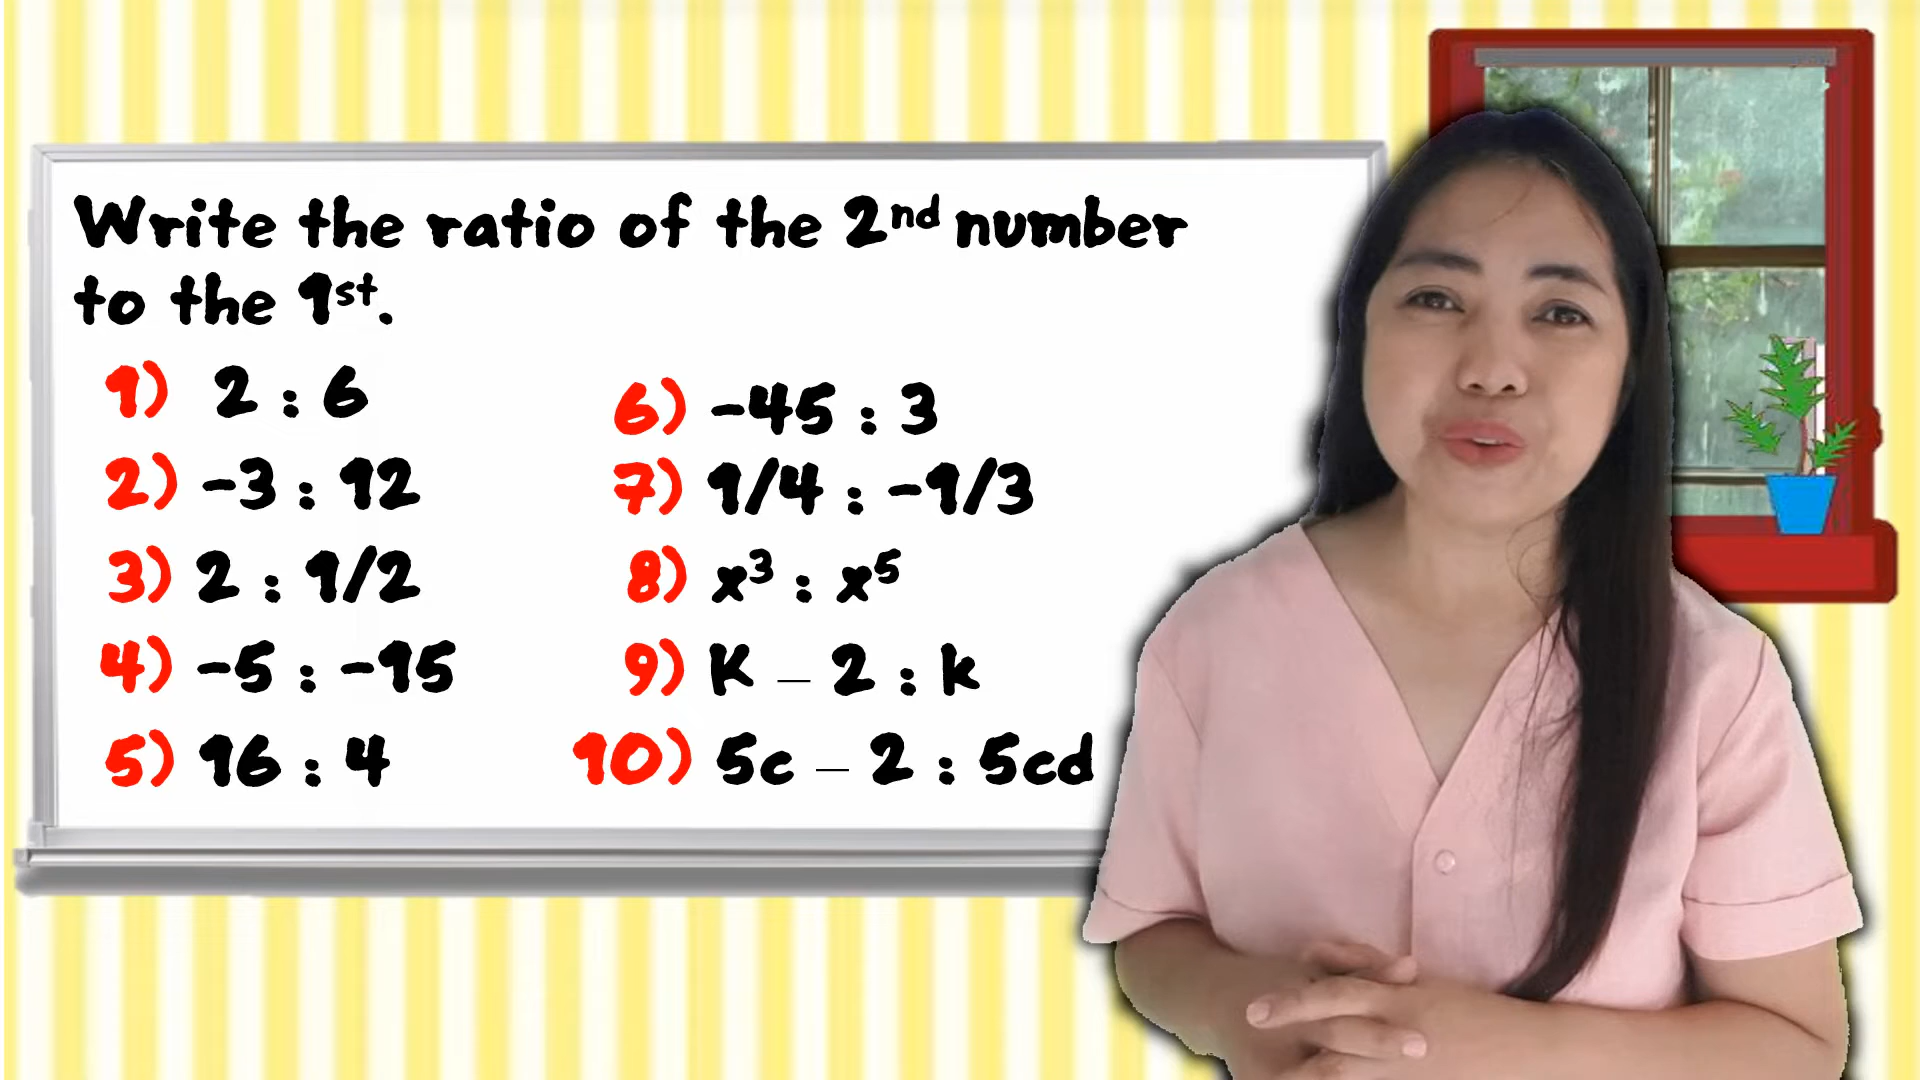 Write the ratio of the 2nd number
to the 1st.
1) 2 : 6
2) -3 : 12
3) 2 : 1/2
4) -5 : -15
5) 16 : 4
6) -45 : 3
7) 1/4 : -1/3
8) x³ : x⁵
9) K – 2 : k
10) 5c – 2 : 5cd